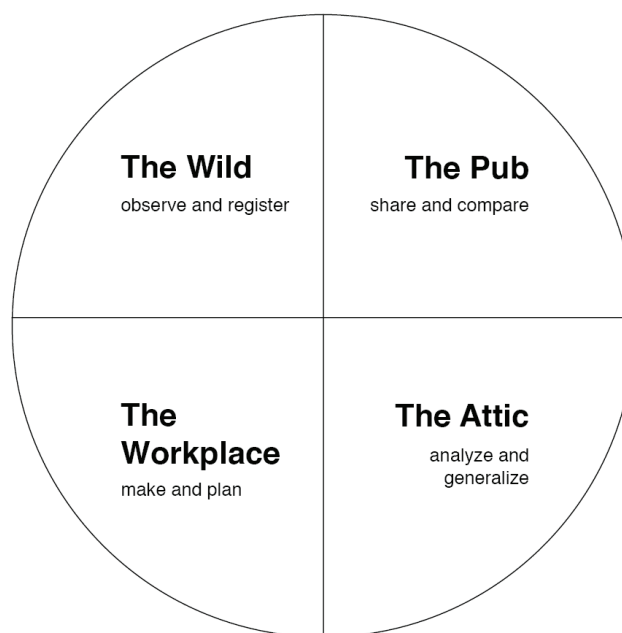 The Wild
observe and register
The Pub
share and compare
The
Workplace
make and plan
The Attic
analyze and
generalize